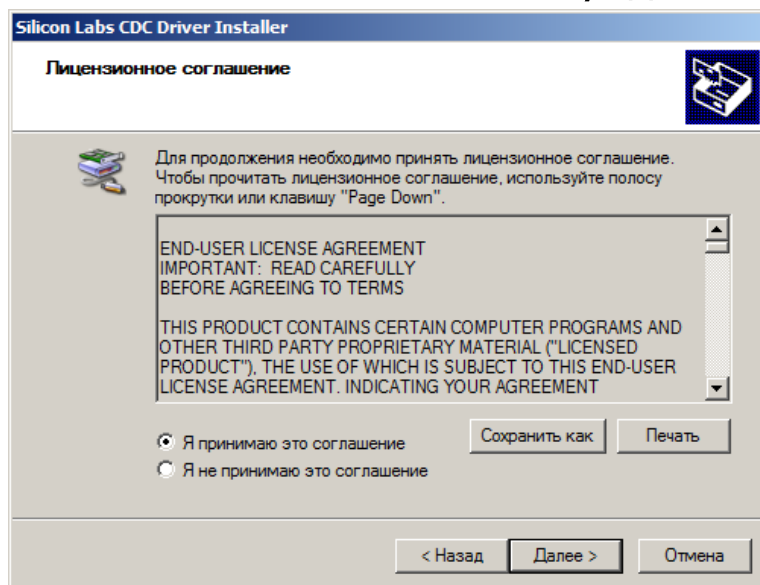 Silicon Labs CDC Driver Installer
Лицензионное соглашение
Для продолжения необходимо принять лицензионное соглашение.
Чтобы прочитать лицензионное соглашение, используйте полосу
прокрутки или клавишу "Page Down".
END-USER LICENSE AGREEMENT
IMPORTANT: READ CAREFULLY
BEFORE AGREEING TO TERMS
THIS PRODUCT CONTAINS CERTAIN COMPUTER PROGRAMS AND
OTHER THIRD PARTY PROPRIETARY MATERIAL ("LICENSED
PRODUCT"), THE USE OF WHICH IS SUBJECT TO THIS END-USER
LICENSE AGREEMENT. INDICATING YOUR AGREEMENT
Я принимаю это соглашение
Сохранить как
Печать
Я не принимаю это соглашение
< Назад
Далее >
Отмена